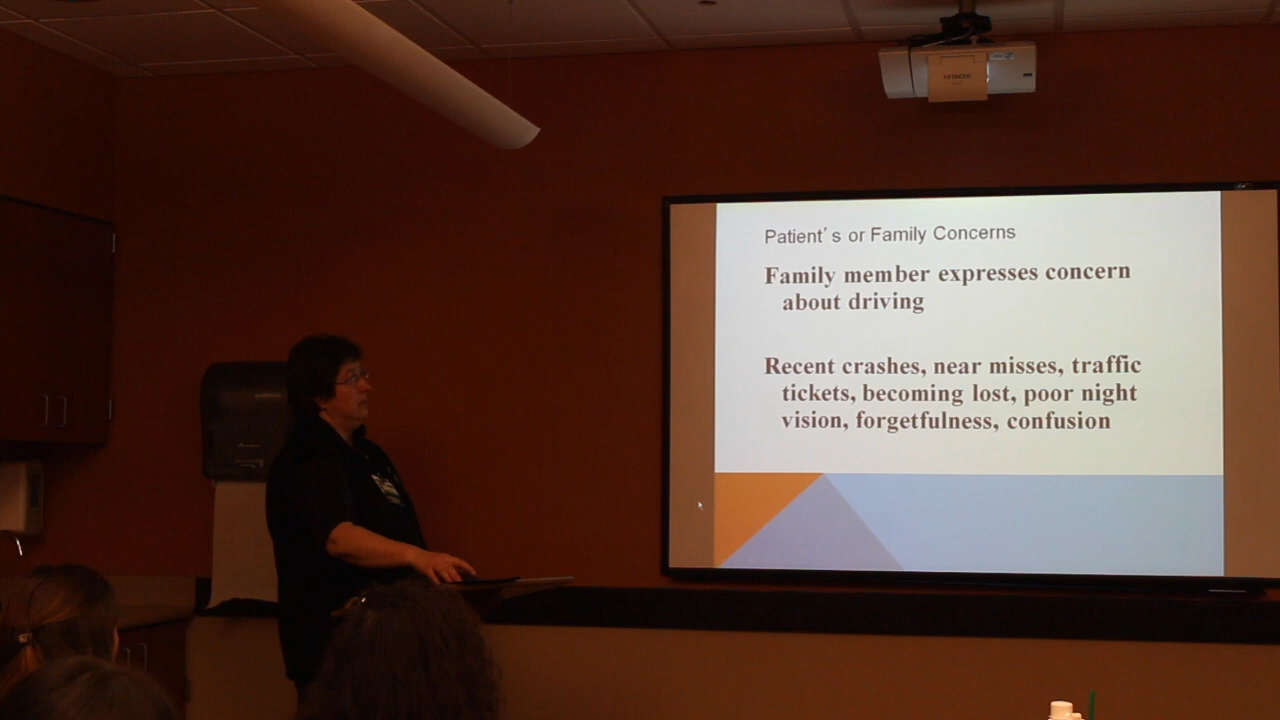 HITACHI
Patient's or Family Concerns
Family member expresses concern
about driving
Recent crashes, near misses, traffic
tickets, becoming lost, poor night
vision, forgetfulness, confusion